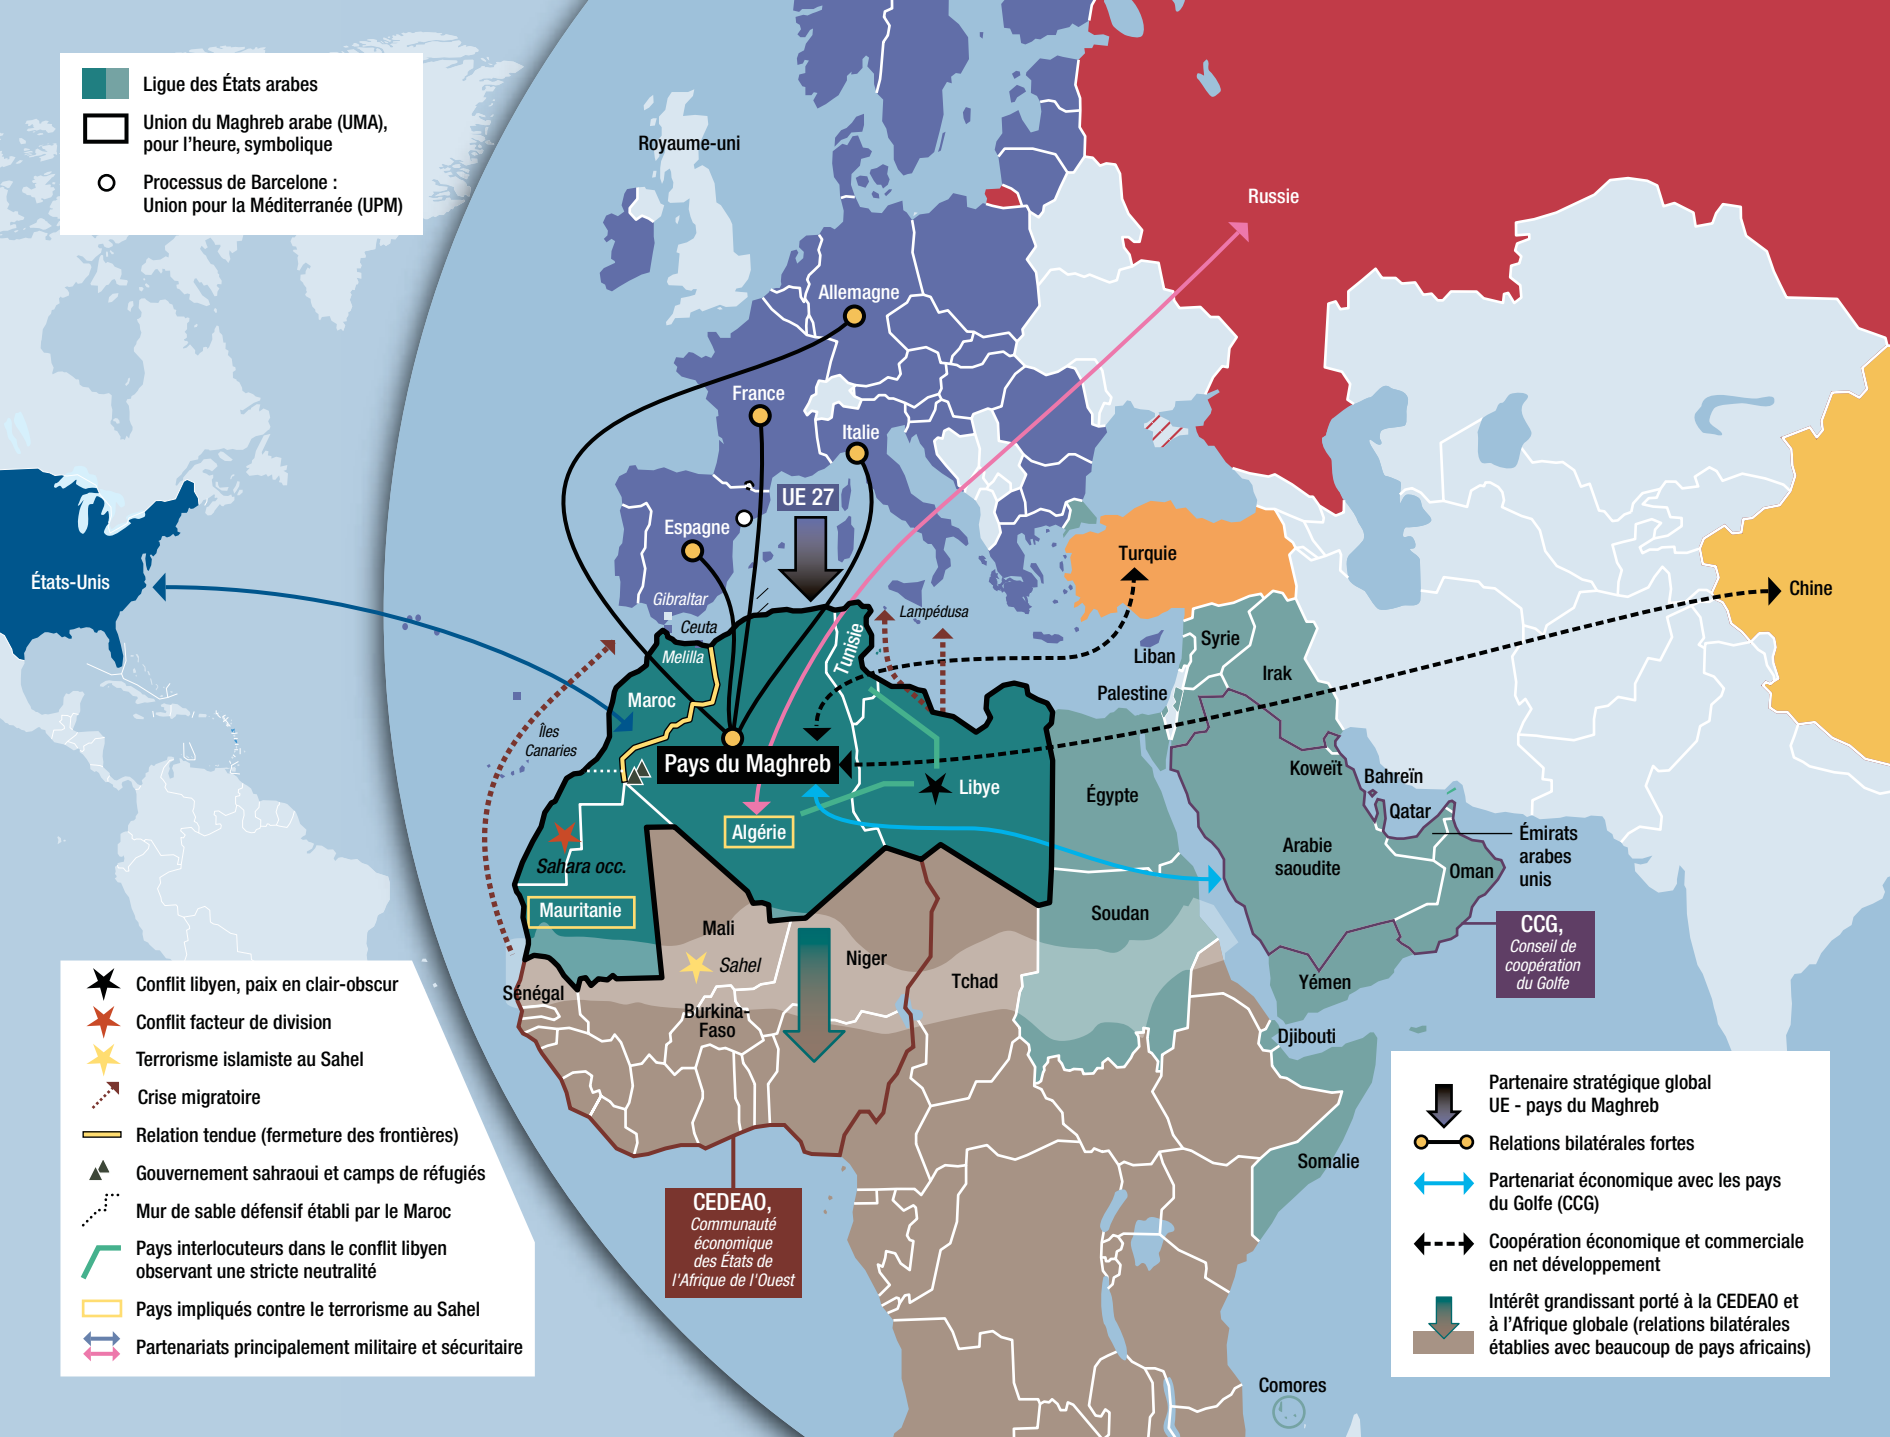 Ligue des États arabes
Union du Maghreb arabe (UMA),
pour l'heure, symbolique
Processus de Barcelone :
Union pour la Méditerranée (UPM)
Royaume-uni
Russie
Allemagne
France
Italie
UE 27
Espagne
Turquie
États-Unis
Chine
Gibraltar
Ceuta
Lampédusa
Melilla
Tunisie
Syrie
Liban
Irak
Palestine
Maroc
Îles
Canaries
Pays du Maghreb
Koweït
Bahreïn
Libye
Égypte
Qatar
Algérie
Émirats
arabes
unis
Arabie
saoudite
Sahara occ.
Oman
Mauritanie
Soudan
Mali
CCG,
Conseil de
coopération
du Golfe
Niger
Sahel
Tchad
Yémen
Sénégal
Burkina-
Faso
Djibouti
Somalie
CEDEAO,
Communauté
économique
des États de
l'Afrique de l'Ouest
Comores
Conflit libyen, paix en clair-obscur
Conflit facteur de division
Terrorisme islamiste au Sahel
Crise migratoire
Relation tendue (fermeture des frontières)
Gouvernement sahraoui et camps de réfugiés
Mur de sable défensif établi par le Maroc
Pays interlocuteurs dans le conflit libyen
observant une stricte neutralité
Pays impliqués contre le terrorisme au Sahel
Partenariats principalement militaire et sécuritaire
Partenaire stratégique global
UE - pays du Maghreb
Relations bilatérales fortes
Partenariat économique avec les pays
du Golfe (CCG)
Coopération économique et commerciale
en net développement
Intérêt grandissant porté à la CEDEAO et
à l'Afrique globale (relations bilatérales
établies avec beaucoup de pays africains)